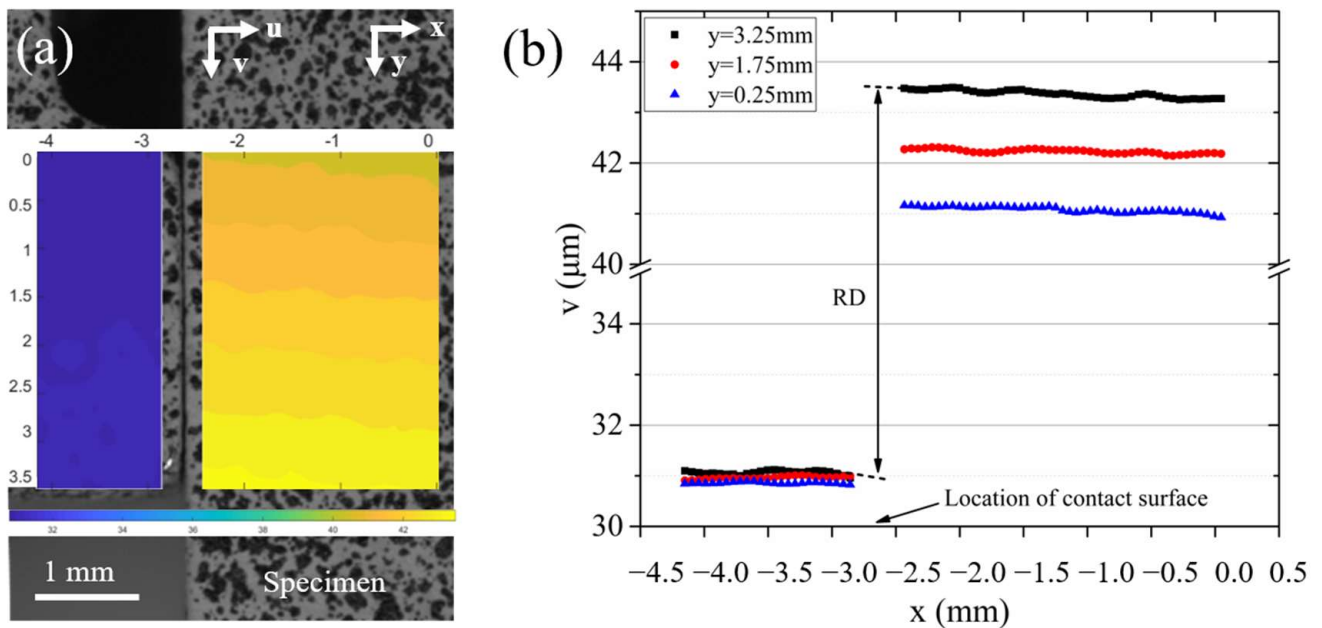 (a)
u
v
x
y
−4 −3 −2 −1 0
0
0.5
1
1.5
2
2.5
3
3.5
32 34 36 38 40 42
1 mm
Specimen
(b)
y=3.25mm
y=1.75mm
y=0.25mm
44
42
40
34
32
30
v (μm)
RD
Location of contact surface
−4.5 −4.0 −3.5 −3.0 −2.5 −2.0 −1.5 −1.0 −0.5 0.0 0.5
x (mm)